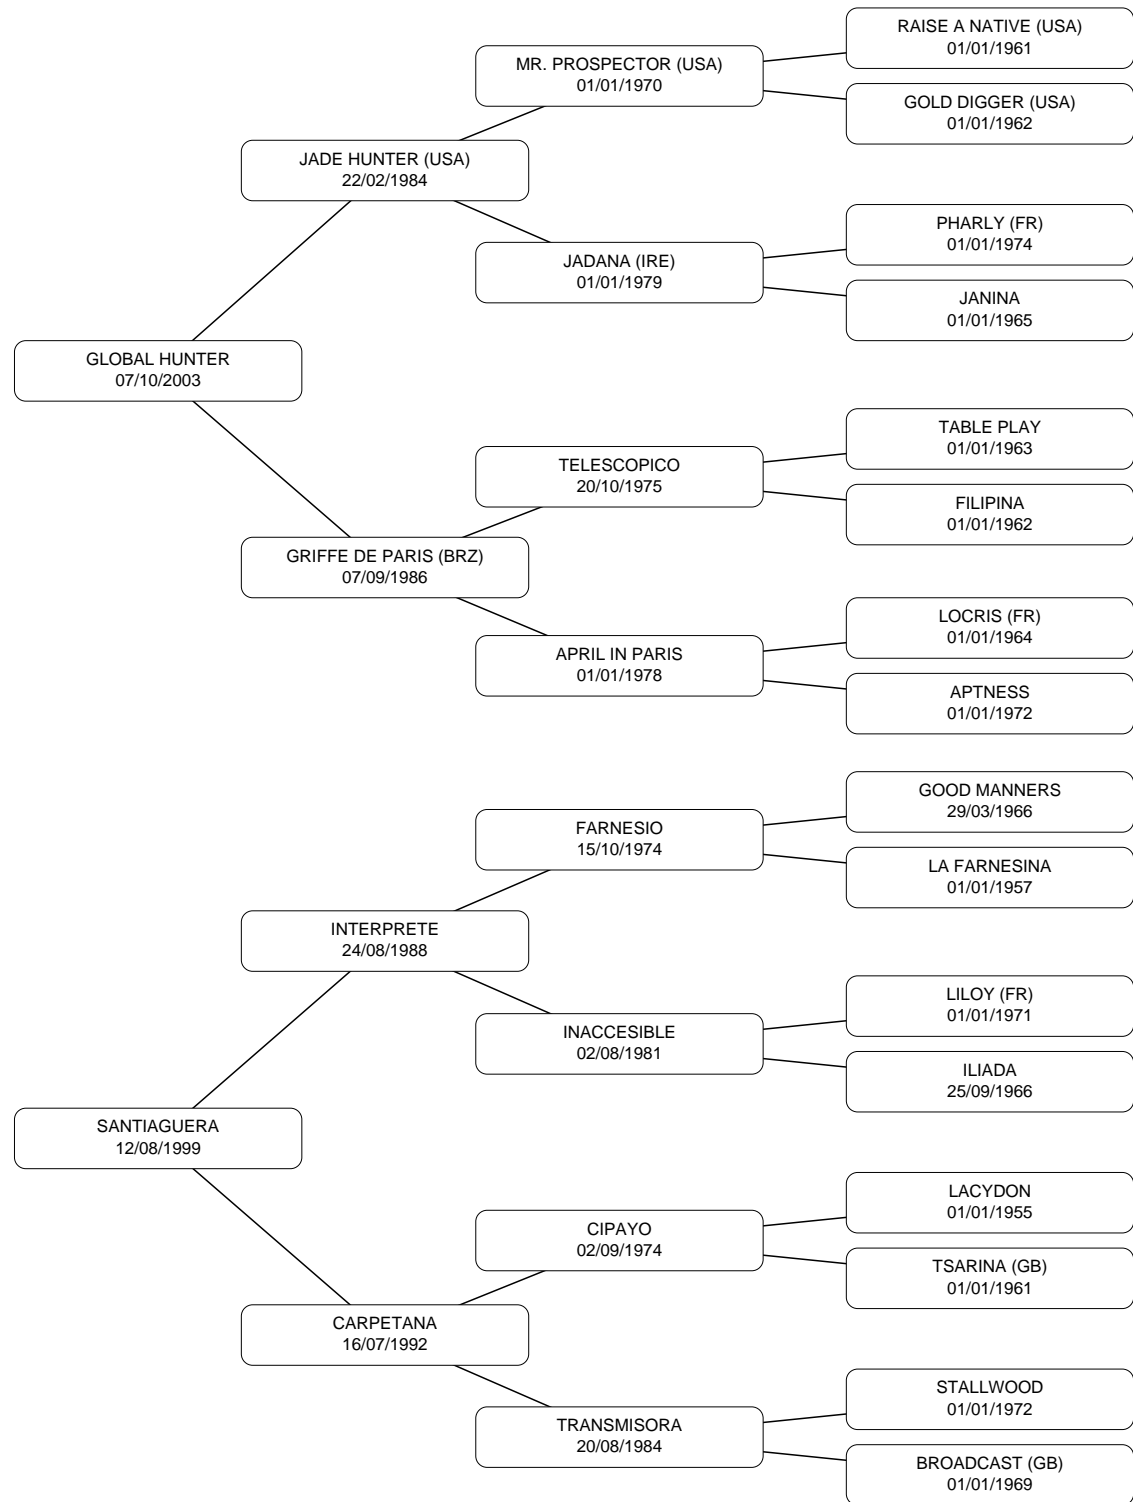 RAISE A NATIVE (USA)
01/01/1961
MR. PROSPECTOR (USA)
01/01/1970
GOLD DIGGER (USA)
01/01/1962
JADE HUNTER (USA)
22/02/1984
PHARLY (FR)
01/01/1974
JADANA (IRE)
01/01/1979
JANINA
01/01/1965
GLOBAL HUNTER
07/10/2003
TABLE PLAY
01/01/1963
TELESCOPICO
20/10/1975
FILIPINA
01/01/1962
GRIFFE DE PARIS (BRZ)
07/09/1986
LOCRIS (FR)
01/01/1964
APRIL IN PARIS
01/01/1978
APTNESS
01/01/1972
GOOD MANNERS
29/03/1966
FARNESIO
15/10/1974
LA FARNESINA
01/01/1957
INTERPRETE
24/08/1988
LILOY (FR)
01/01/1971
INACCESIBLE
02/08/1981
ILIADA
25/09/1966
SANTIAGUERA
12/08/1999
LACYDON
01/01/1955
CIPAYO
02/09/1974
TSARINA (GB)
01/01/1961
CARPETANA
16/07/1992
STALLWOOD
01/01/1972
TRANSMISORA
20/08/1984
BROADCAST (GB)
01/01/1969